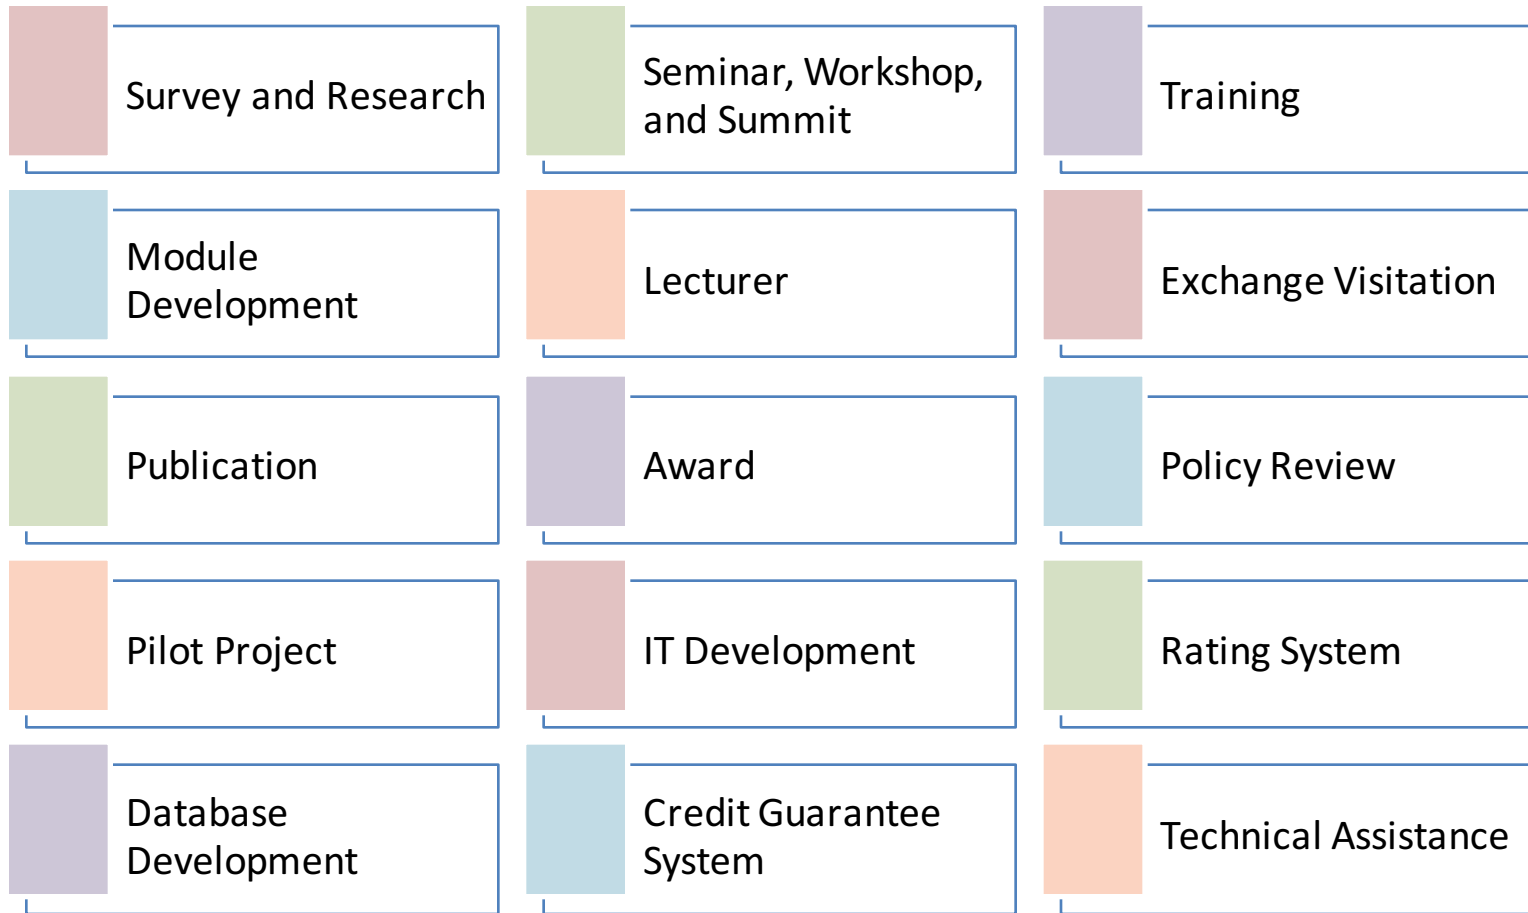 Survey and Research
Seminar, Workshop,
and Summit
Training
Module
Development
Lecturer
Exchange Visitation
Publication
Award
Policy Review
Pilot Project
IT Development
Rating System
Database
Development
Credit Guarantee
System
Technical Assistance